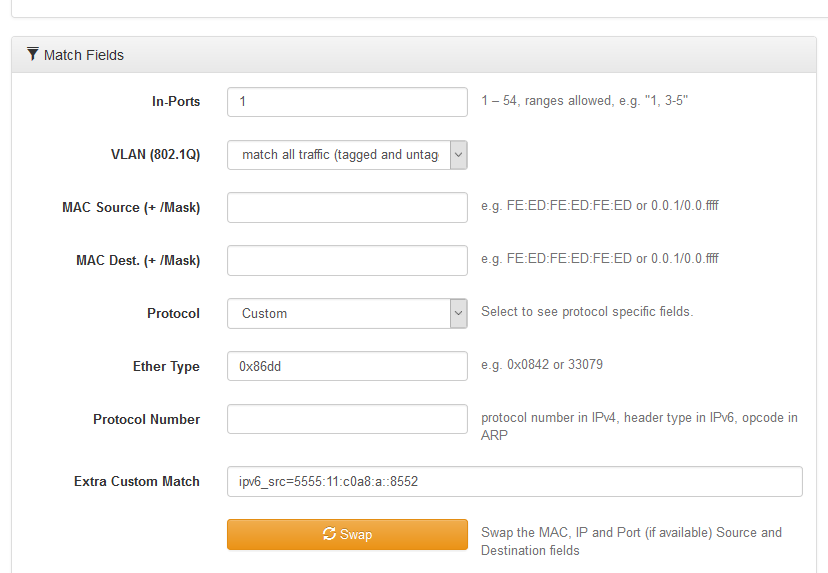 Match Fields
In-Ports
1
1 – 54, ranges allowed, e.g. "1, 3-5"
VLAN (802.1Q)
match all traffic (tagged and untag
MAC Source (+ /Mask)
e.g. FE:ED:FE:ED:FE:ED or 0.0.1/0.0.ffff
MAC Dest. (+ /Mask)
e.g. FE:ED:FE:ED:FE:ED or 0.0.1/0.0.ffff
Protocol
Custom
Select to see protocol specific fields.
Ether Type
0x86dd
e.g. 0x0842 or 33079
Protocol Number
protocol number in IPv4, header type in IPv6, opcode in
ARP
Extra Custom Match
ipv6_src=5555:11:c0a8:a::8552
Swap
Swap the MAC, IP and Port (if available) Source and
Destination fields